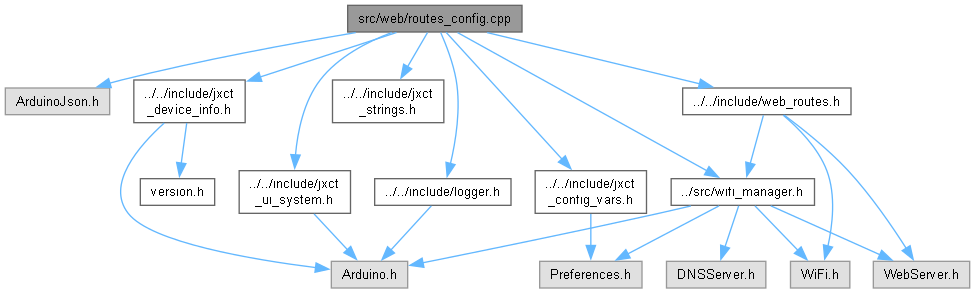 src/web/routes_config.cpp
ArduinoJson.h
../../include/jxct
_device_info.h
../../include/jxct
_strings.h
../../include/web_routes.h
version.h
../../include/jxct
_ui_system.h
../../include/logger.h
../../include/jxct
_config_vars.h
../src/wifi_manager.h
Arduino.h
Preferences.h
DNSServer.h
WiFi.h
WebServer.h